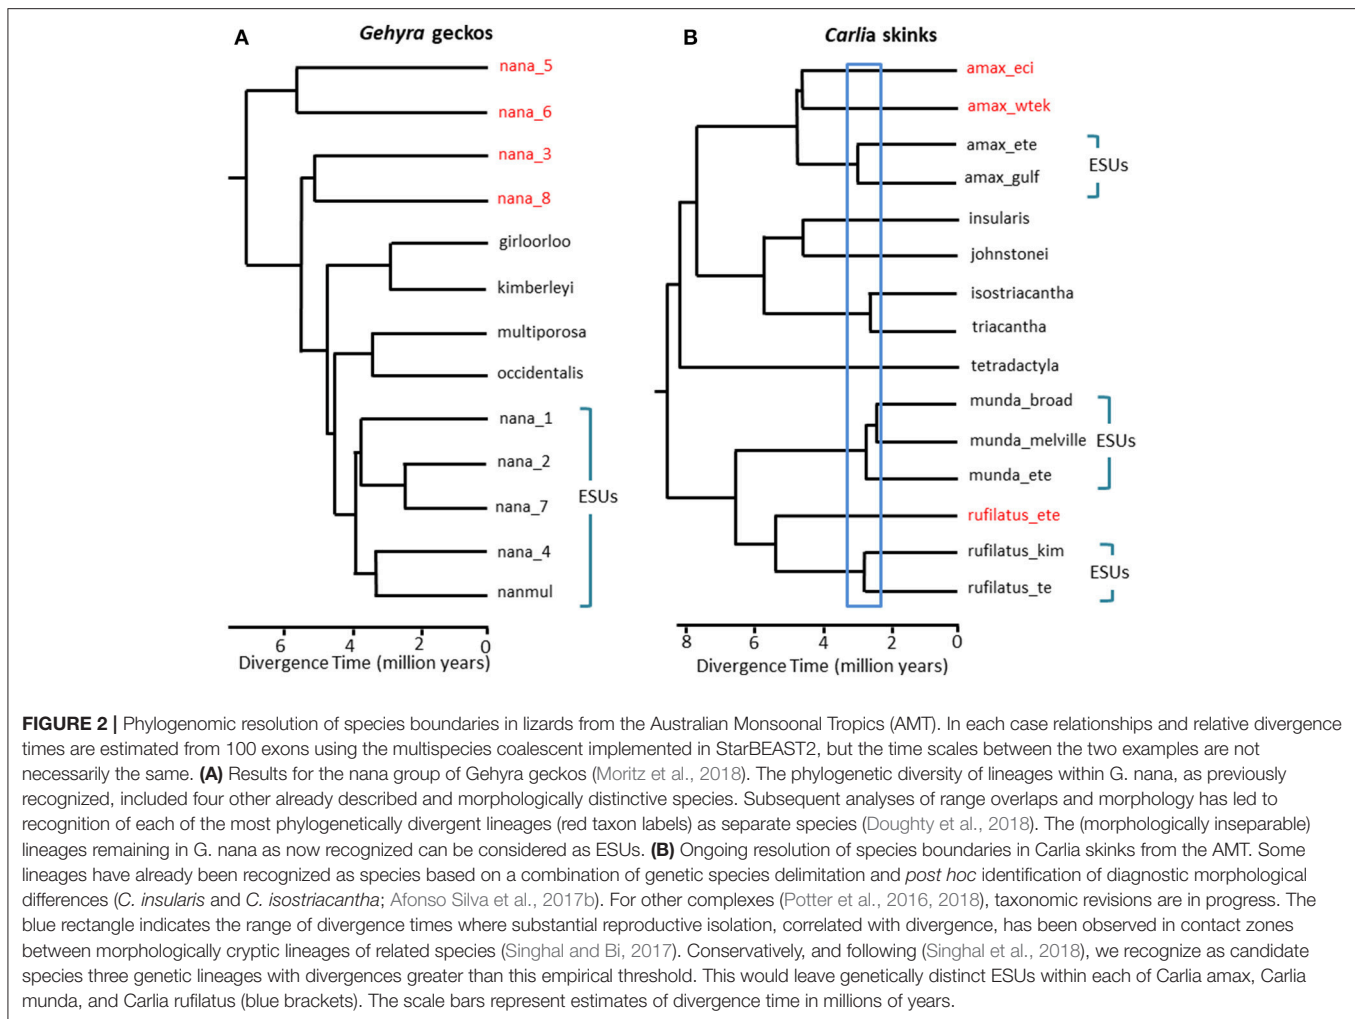 A
Gehyra geckos
nana_5
nana_6
nana_3
nana_8
girloorloo
kimberleyi
multiporosa
occidentalis
nana_1
nana_2
nana_7
nana_4
nanmul
ESUs
6 4 2 0
Divergence Time (million years)
B
Carlia skinks
amax_eci
amax_wtek
amax_ete
amax_gulf
ESUs
insularis
johnstonei
isostriacantha
triacantha
tetradactyla
munda_broad
munda_melville
munda_ete
ESUs
rufilatus_ete
rufilatus_kim
rufilatus_te
ESUs
8 6 4 2 0
Divergence Time (million years)
FIGURE 2 | Phylogenomic resolution of species boundaries in lizards from the Australian Monsoonal Tropics (AMT). In each case relationships and relative divergence
times are estimated from 100 exons using the multispecies coalescent implemented in StarBEAST2, but the time scales between the two examples are not
necessarily the same. (A) Results for the nana group of Gehyra geckos (Moritz et al., 2018). The phylogenetic diversity of lineages within G. nana, as previously
recognized, included four other already described and morphologically distinctive species. Subsequent analyses of range overlaps and morphology has led to
recognition of each of the most phylogenetically divergent lineages (red taxon labels) as separate species (Doughty et al., 2018). The (morphologically inseparable)
lineages remaining in G. nana as now recognized can be considered as ESUs. (B) Ongoing resolution of species boundaries in Carlia skinks from the AMT. Some
lineages have already been recognized as species based on a combination of genetic species delimitation and post hoc identification of diagnostic morphological
differences (C. insularis and C. isostriacantha; Afonso Silva et al., 2017b). For other complexes (Potter et al., 2016, 2018), taxonomic revisions are in progress. The
blue rectangle indicates the range of divergence times where substantial reproductive isolation, correlated with divergence, has been observed in contact zones
between morphologically cryptic lineages of related species (Singhal and Bi, 2017). Conservatively, and following (Singhal et al., 2018), we recognize as candidate
species three genetic lineages with divergences greater than this empirical threshold. This would leave genetically distinct ESUs within each of Carlia amax, Carlia
munda, and Carlia rufilatus (blue brackets). The scale bars represent estimates of divergence time in millions of years.